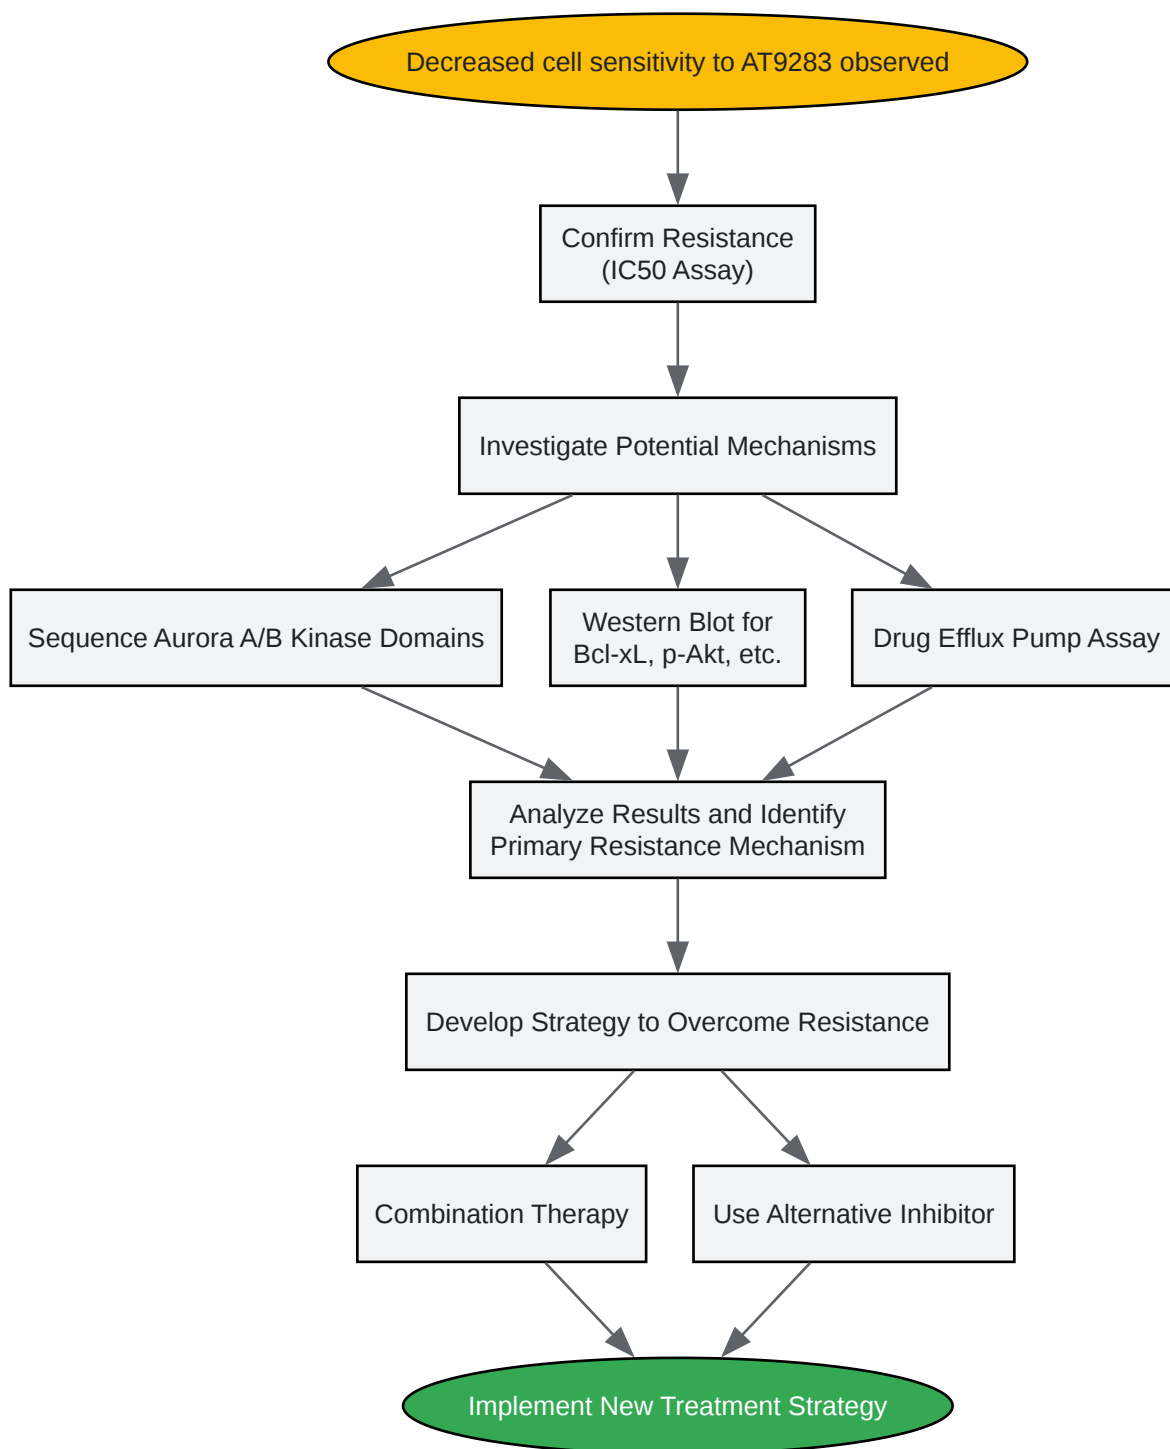 Decreased cell sensitivity to AT9283 observed
Confirm Resistance
(IC50 Assay)
Investigate Potential Mechanisms
Sequence Aurora A/B Kinase Domains
Western Blot for
Bcl-xL, p-Akt, etc.
Drug Efflux Pump Assay
Analyze Results and Identify
Primary Resistance Mechanism
Develop Strategy to Overcome Resistance
Combination Therapy
Use Alternative Inhibitor
Implement New Treatment Strategy